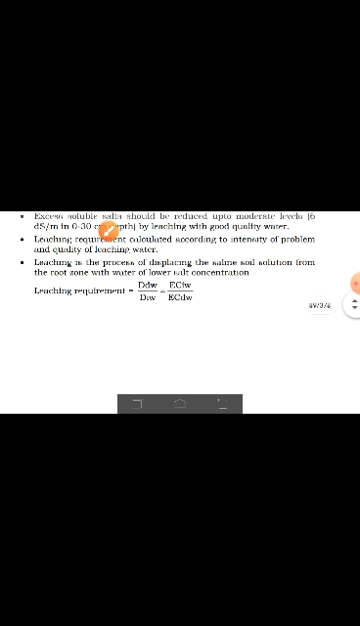 • Excess soluble salts should be reduced upto moderate levels (6
dS/m in 0-30 cm depth) by leaching with good quality water.
• Leaching requirement calculated according to intensity of problem
and quality of leaching water.
• Leaching is the process of displacing the saline soil solution from
the root zone with water of lower salt concentration
Leaching requirement = Ddw/Diw = ECiw/ECdw
89/378